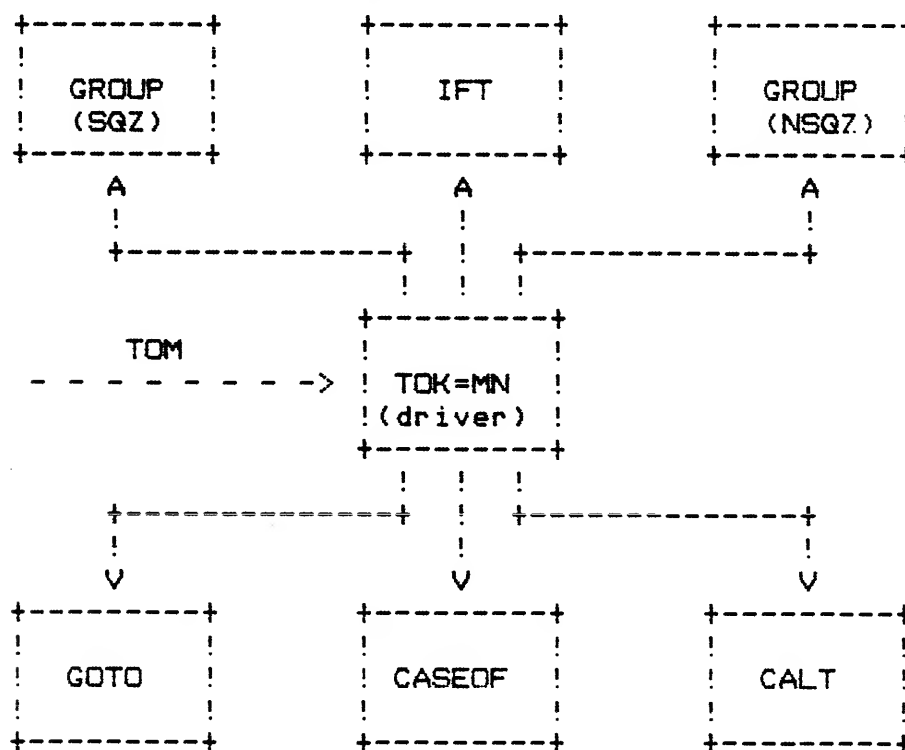 GROUP IFT GROUP
(SQZ) (NSQZ)
TOM
TOK=MN
(driver)
GOTO CASEOF CALT